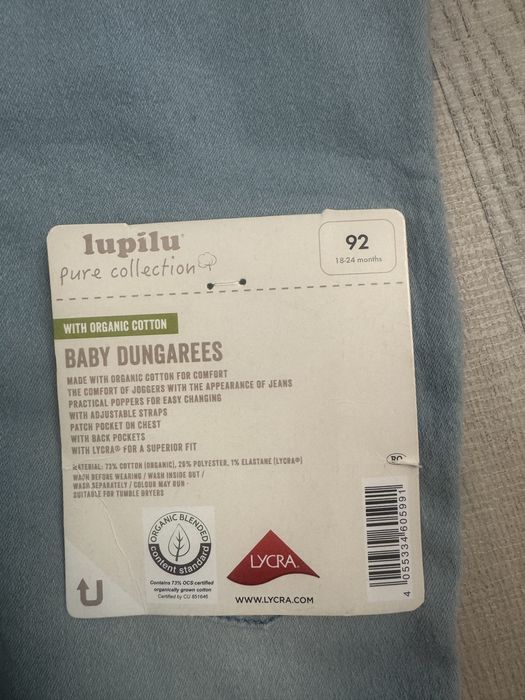 lupilu®
pure collection
92
18-24 months
WITH ORGANIC COTTON
BABY DUNGAREES
MADE WITH ORGANIC COTTON FOR COMFORT
THE COMFORT OF JOGGERS WITH THE APPEARANCE OF JEANS
PRACTICAL POPPERS FOR EASY CHANGING
WITH ADJUSTABLE STRAPS
PATCH POCKET ON CHEST
WITH BACK POCKETS
WITH LYCRA® FOR A SUPERIOR FIT
MATERIAL: 73% COTTON (ORGANIC), 26% POLYESTER, 1% ELASTANE (LYCRA®)
WASH BEFORE WEARING / WASH INSIDE OUT /
WASH SEPARATELY / COLOUR MAY RUN -
SUITABLE FOR TUMBLE DRYERS
GB
ORGANIC BLENDED
content standard
Contains 73% OCS-certified
organically grown cotton
Certified by CU 851646
LYCRA®
WWW.LYCRA.COM
4 055334 605991